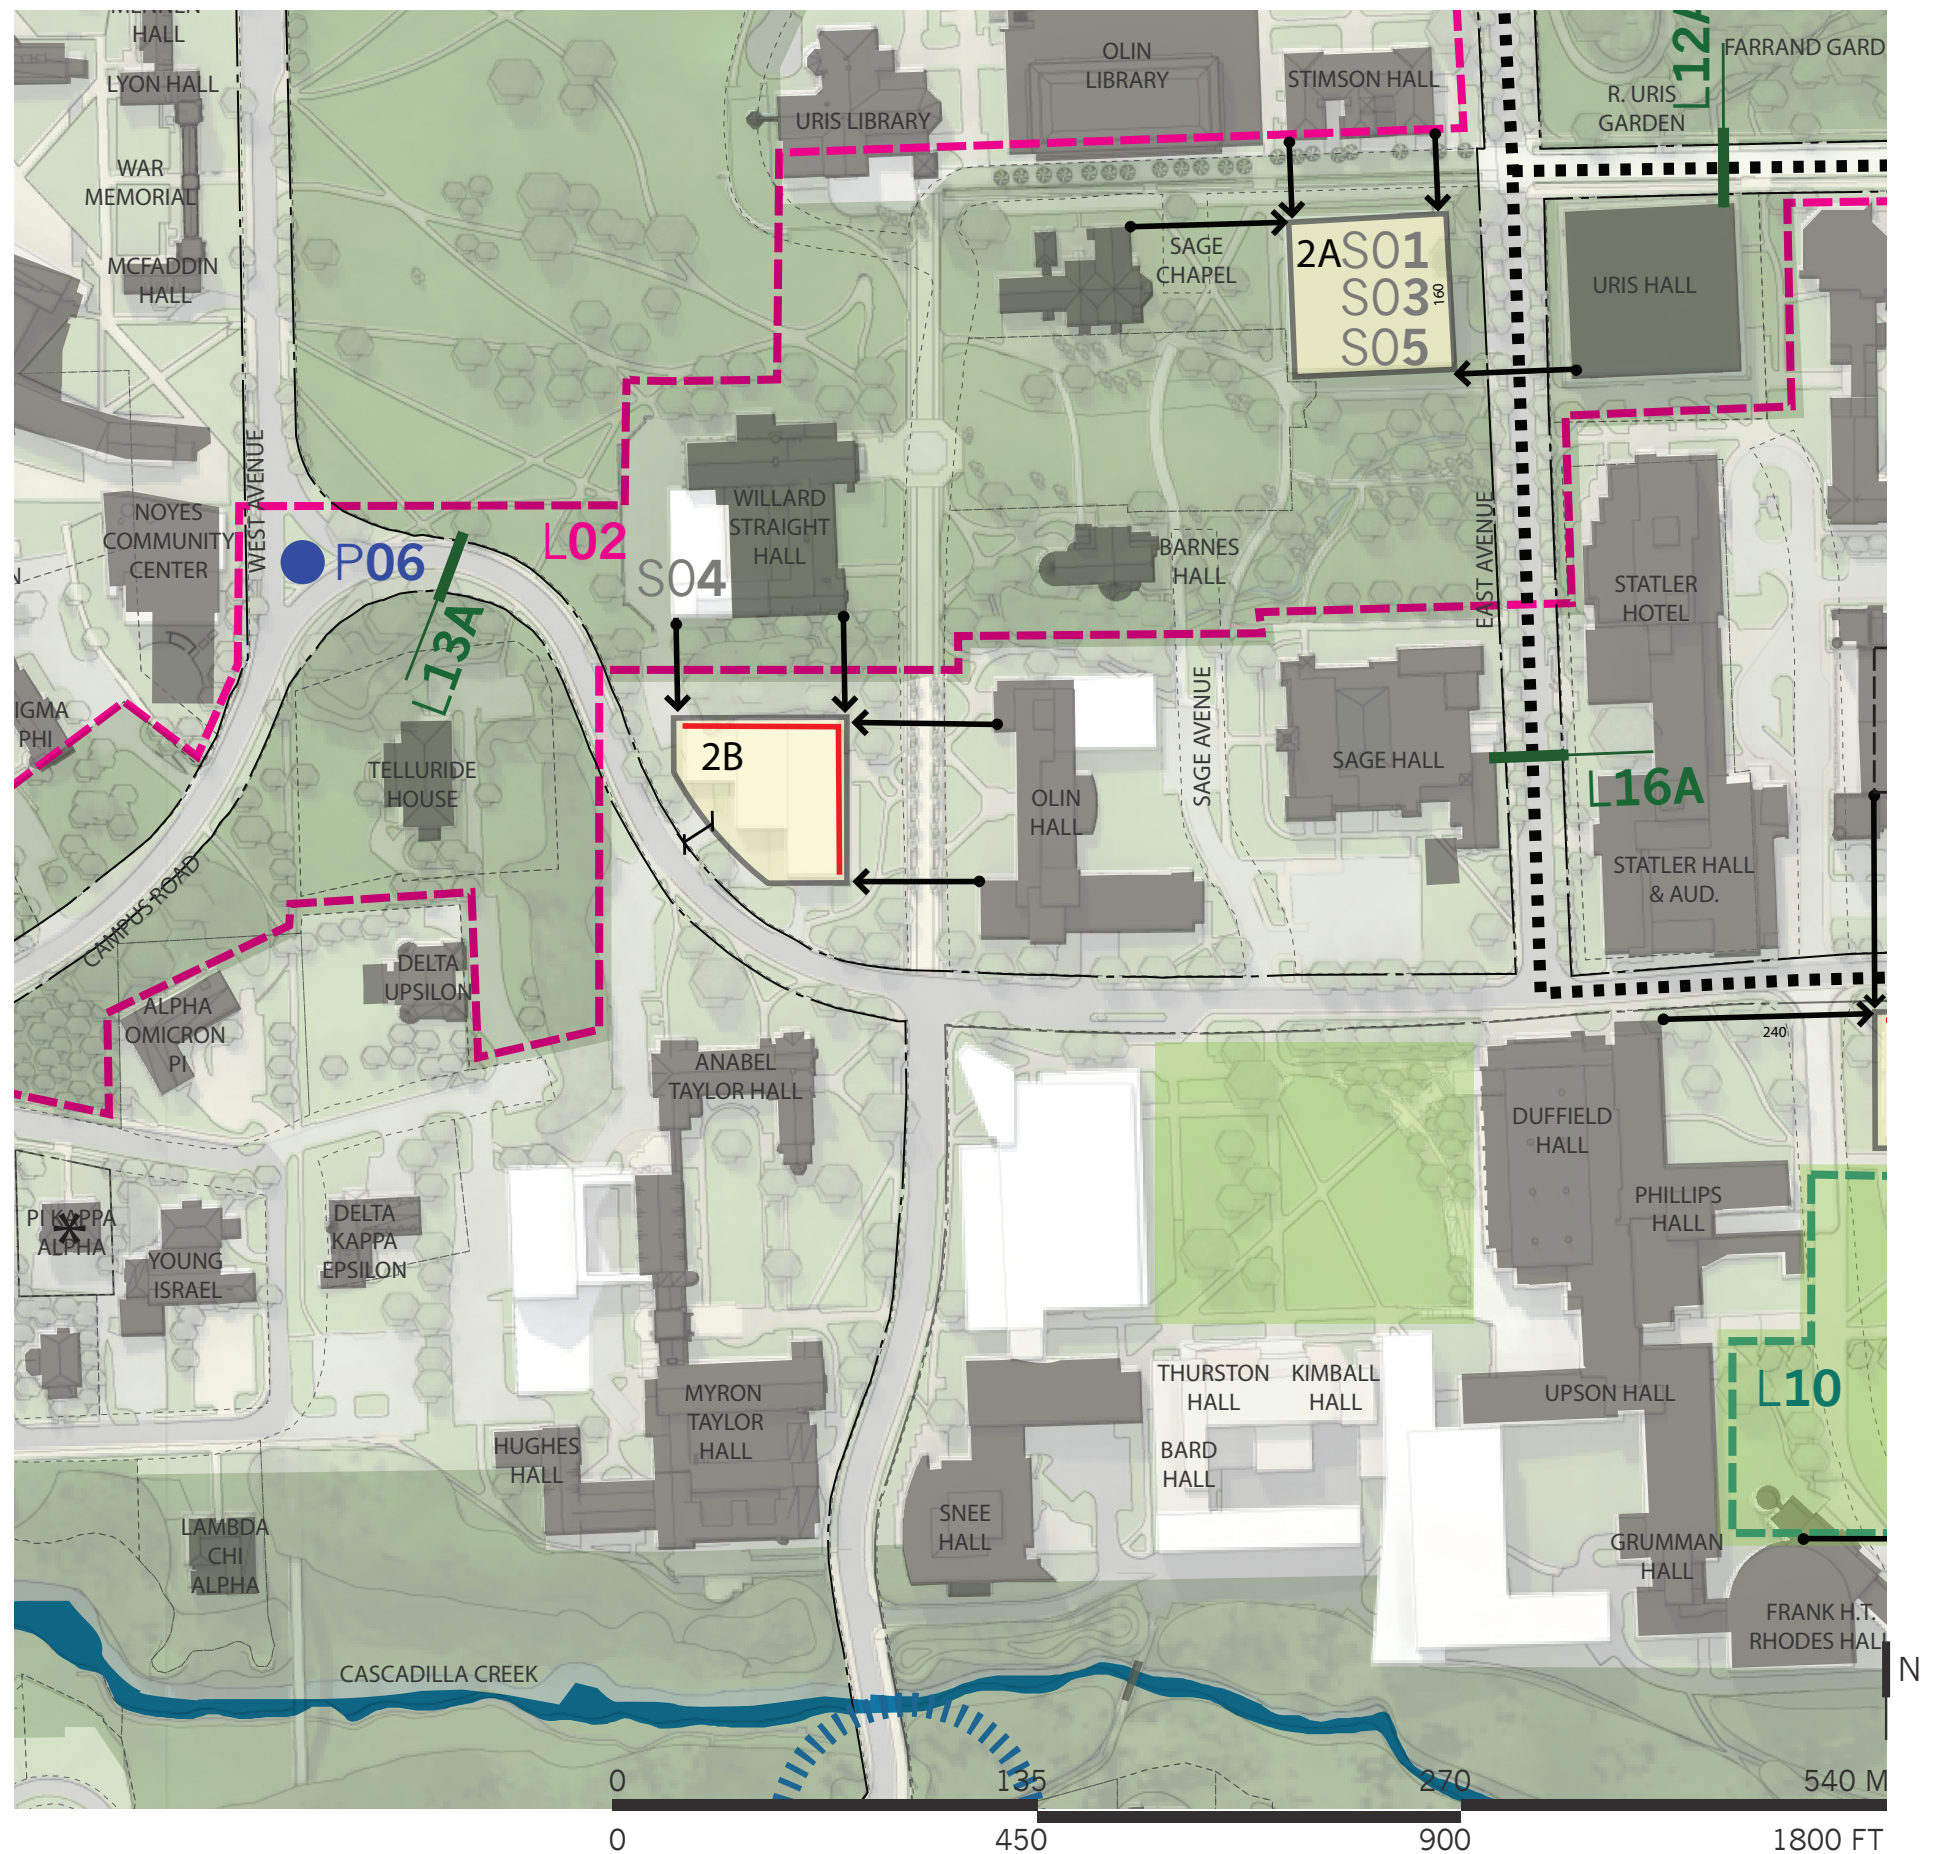 HALL
LYON HALL
WAR
MEMORIAL
MCFADDIN
HALL
WEST AVENUE
NOYES
COMMUNITY
CENTER
P06
L13A
IGMA
PHI
TELLURIDE
HOUSE
CAMPUS ROAD
DELTA
UPSILON
ALPHA
OMICRON
PI
PI KAPPA
ALPHA
*
YOUNG
ISRAEL
DELTA
KAPPA
EPSILON
LAMBDA
CHI
ALPHA
CASCADILLA CREEK
URIS LIBRARY
OLIN
LIBRARY
STIMSON HALL
R. URIS
GARDEN
L12A
FARRAND GARD
SAGE
CHAPEL
2A
S01
S03
S05
160
URIS HALL
WILLARD
STRAIGHT
HALL
L02
S04
BARNES
HALL
EAST AVENUE
STATLER
HOTEL
2B
SAGE AVENUE
OLIN
HALL
SAGE HALL
L16A
STATLER HALL
& AUD.
240
ANABEL
TAYLOR HALL
DUFFIELD
HALL
PHILLIPS
HALL
MYRON
TAYLOR
HALL
HUGHES
HALL
THURSTON
HALL
KIMBALL
HALL
BARD
HALL
UPSON HALL
L10
SNEE
HALL
GRUMMAN
HALL
FRANK H.T.
RHODES HAL
N
0 135 270 540 M
0 450 900 1800 FT